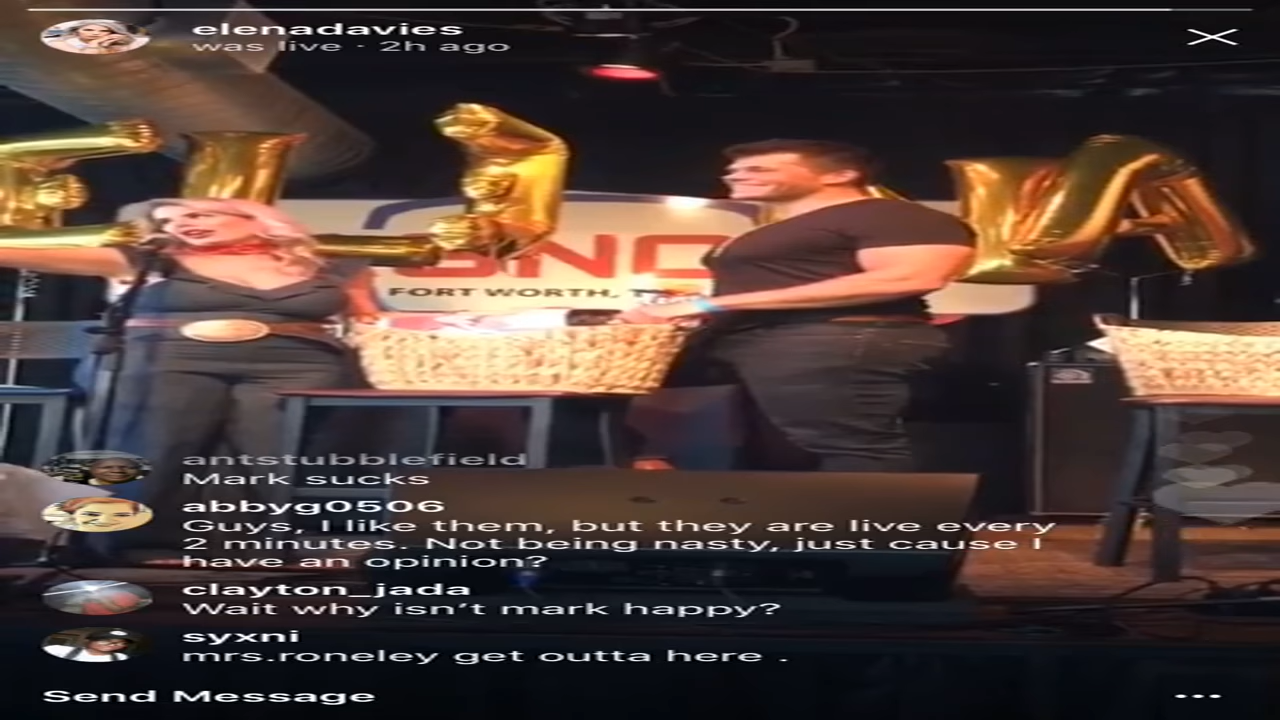 elenadavies
was live · 2h ago
FORT WORTH,
antstubblefield
Mark sucks
abbyg0506
Guys, I like them, but they are live every
2 minutes. Not being nasty, just cause I
have an opinion?
clayton_jada
Wait why isn't mark happy?
syxni
mrs.roneley get outta here .
Send Message